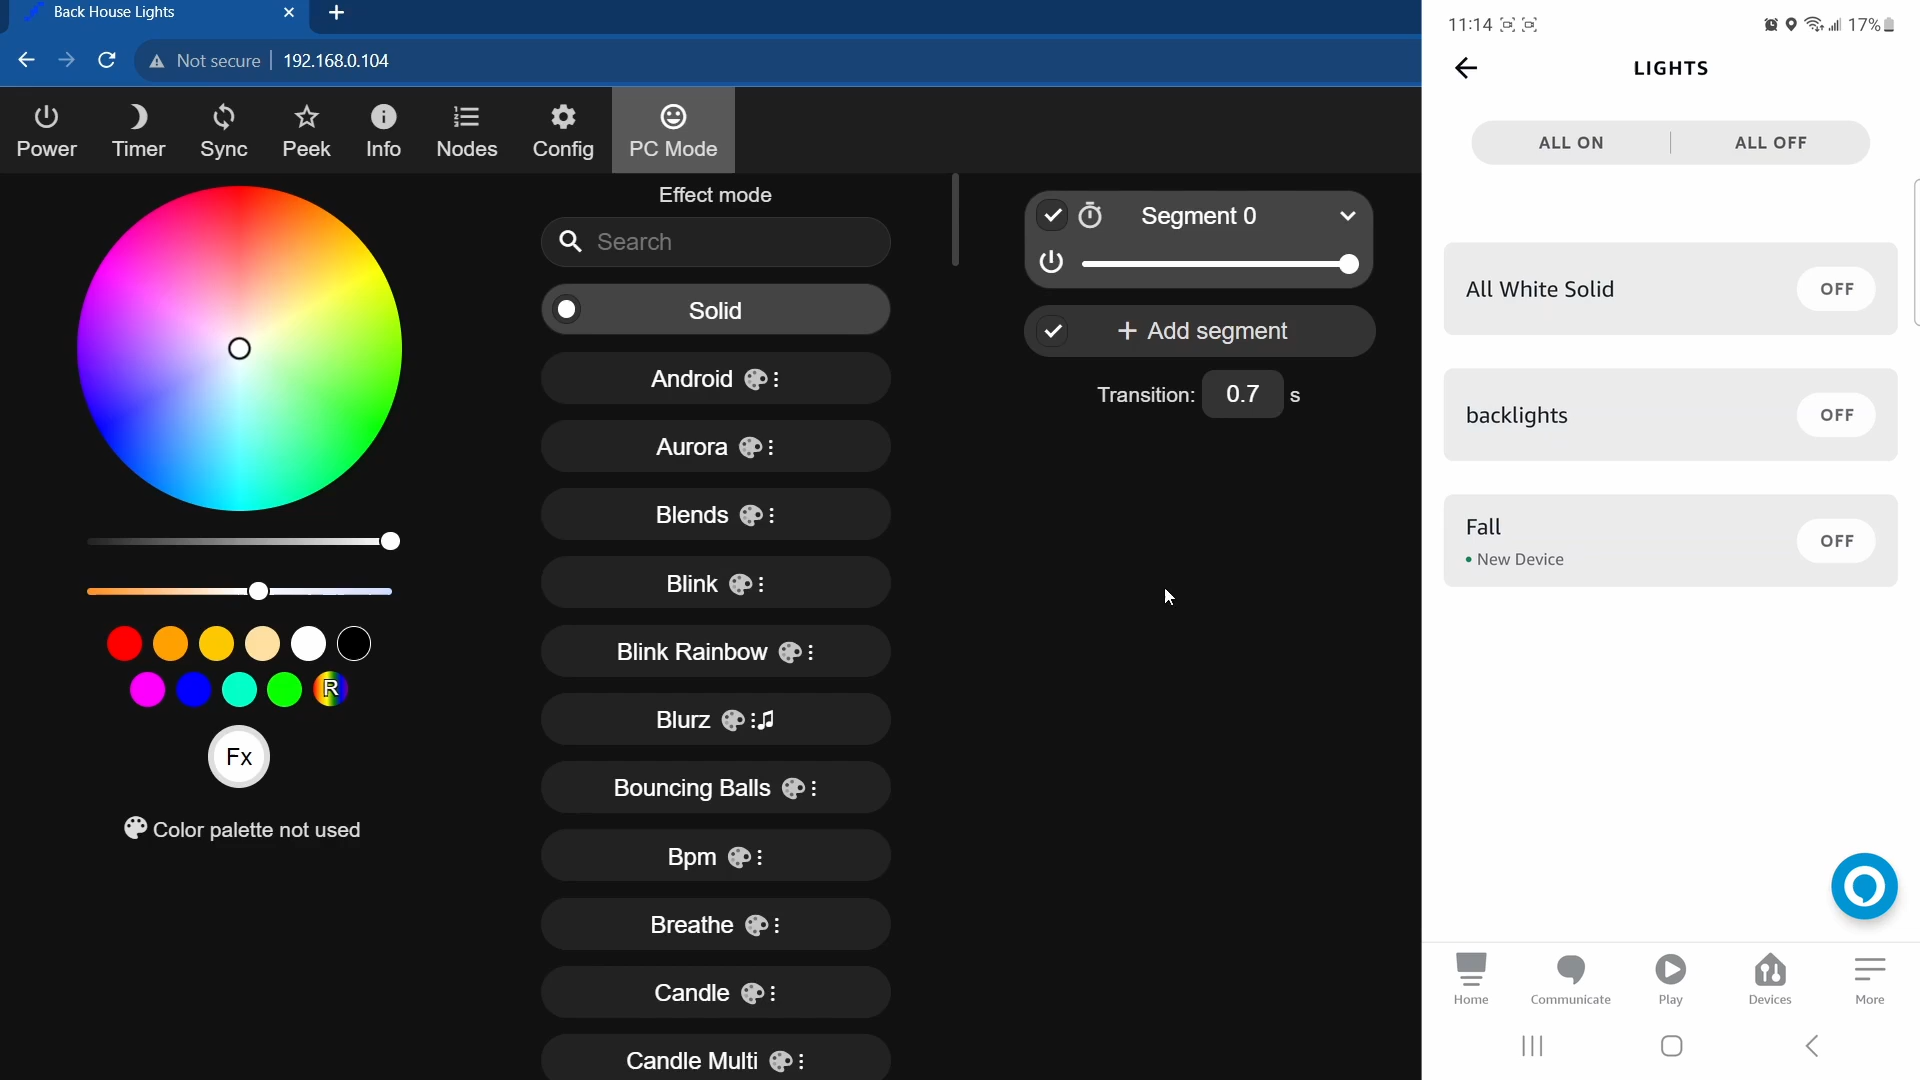 Back House Lights
Not secure 192.168.0.104
Power Timer Sync Peek Info Nodes Config PC Mode
Effect mode
Search
Solid
Android
Aurora
Blends
Blink
Blink Rainbow
Blurz
Bouncing Balls
Bpm
Breathe
Candle
Candle Multi
R
Fx
Color palette not used
Segment 0
+ Add segment
Transition: 0.7 s
11:14 17%
LIGHTS
ALL ON ALL OFF
All White Solid OFF
backlights OFF
Fall OFF
• New Device
Home Communicate Play Devices More